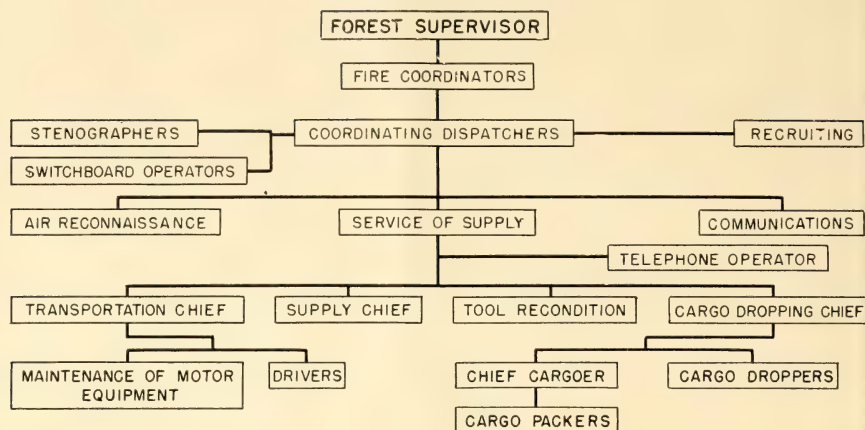 FOREST SUPERVISOR
FIRE COORDINATORS
STENOGRAPHERS
COORDINATING DISPATCHERS
RECRUITING
SWITCHBOARD OPERATORS
AIR RECONNAISSANCE
SERVICE OF SUPPLY
COMMUNICATIONS
TELEPHONE OPERATOR
TRANSPORTATION CHIEF
SUPPLY CHIEF
TOOL RECONDITION
CARGO DROPPING CHIEF
MAINTENANCE OF MOTOR
EQUIPMENT
DRIVERS
CHIEF CARGOER
CARGO DROPPERS
CARGO PACKERS